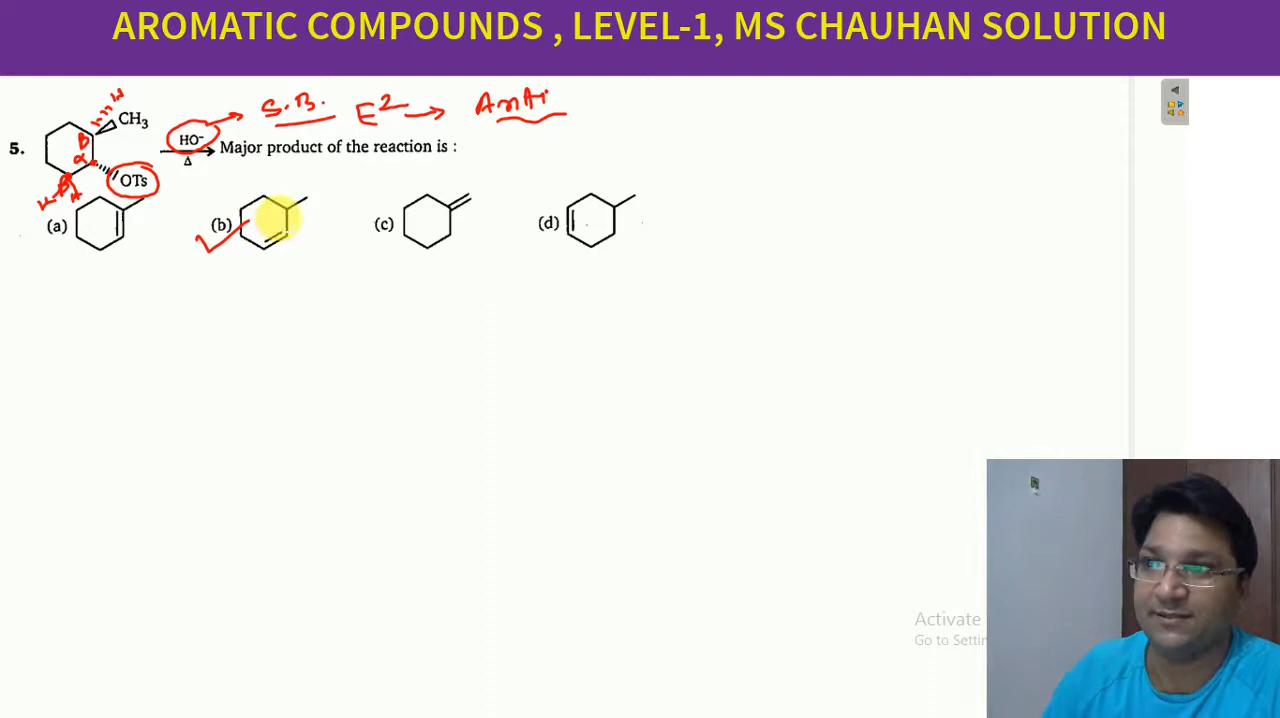 AROMATIC COMPOUNDS , LEVEL-1, MS CHAUHAN SOLUTION
H
S.B. E2 → Anti
CH3
5.
HO-
Δ
Major product of the reaction is :
B
α
OTs
B
H
H
(a)
(b)
(c)
(d)
Activate
Go to Settin